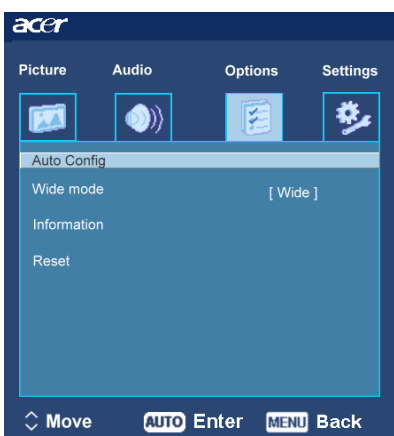 acer
Picture Audio Options Settings
Auto Config
Wide mode [ Wide ]
Information
Reset
Move AUTO Enter MENU Back